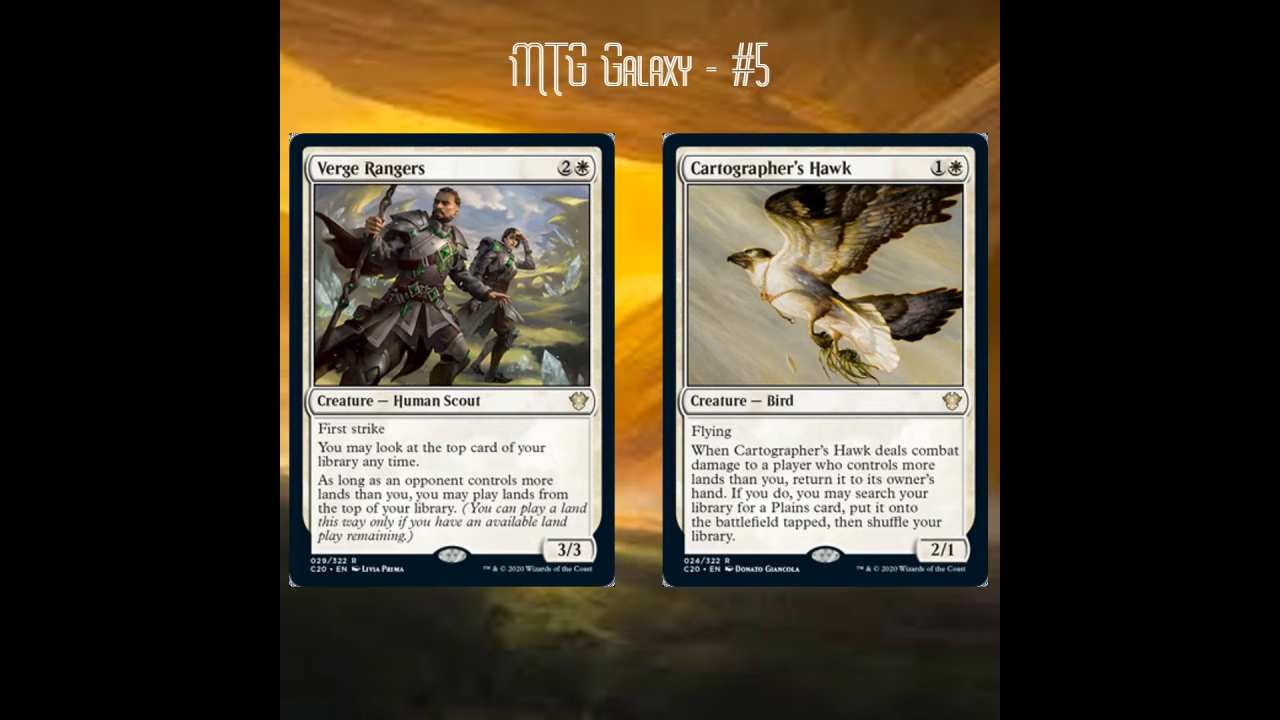 MTG Galaxy - #5
Verge Rangers 2
Creature — Human Scout
First strike
You may look at the top card of your
library any time.
As long as an opponent controls more
lands than you, you may play lands from
the top of your library. (You can play a land
this way only if you have an available land
play remaining.)
3/3
029/322 R
C20 • EN Livia Prima
™ & © 2020 Wizards of the Coast
Cartographer's Hawk 1
Creature — Bird
Flying
When Cartographer's Hawk deals combat
damage to a player who controls more
lands than you, return it to its owner's
hand. If you do, you may search your
library for a Plains card, put it onto
the battlefield tapped, then shuffle your
library.
2/1
024/322 R
C20 • EN Donato Giancola
™ & © 2020 Wizards of the Coast